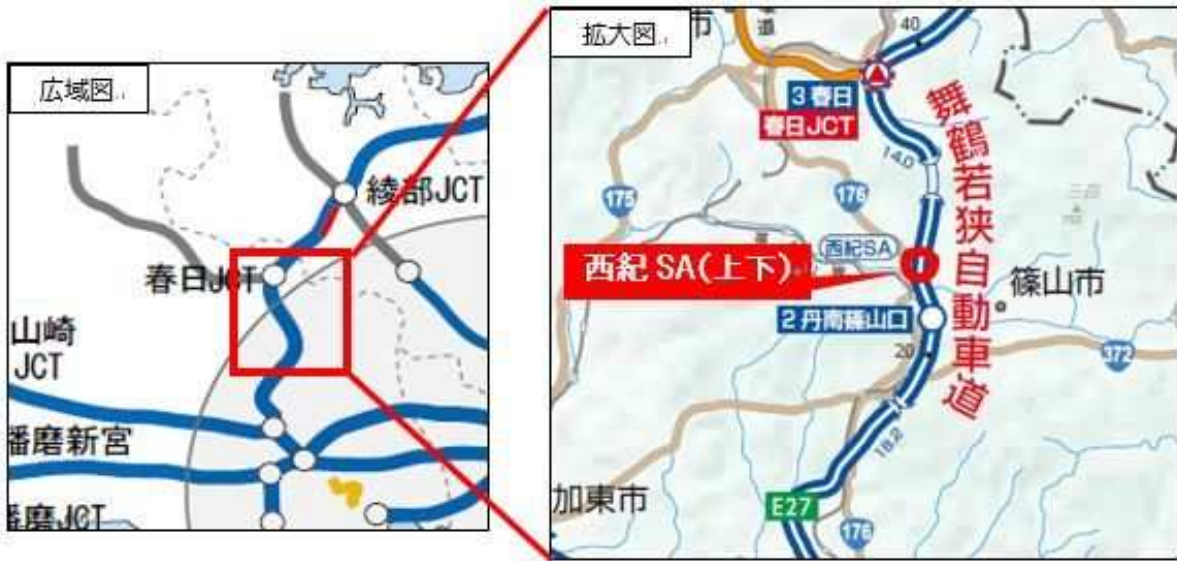 広域図
綾部JCT
春日JCT
山崎
JCT
播磨新宮
播磨JCT
拡大図
市
道
40
3 春日
春日JCT
舞鶴若狭自動車道
14.0
175
176
西紀SA
西紀 SA(上下)
篠山市
2 丹南篠山口
20
372
18.2
加東市
E27
176